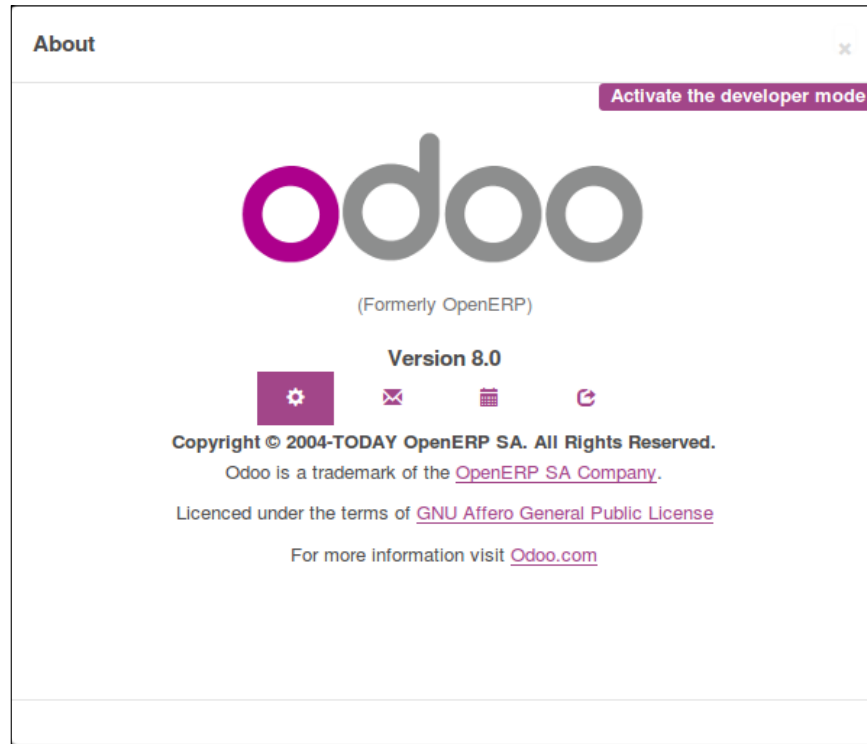 About
Activate the developer mode
odoo
(Formerly OpenERP)
Version 8.0
Copyright © 2004-TODAY OpenERP SA. All Rights Reserved.
Odoo is a trademark of the OpenERP SA Company.
Licenced under the terms of GNU Affero General Public License
For more information visit Odoo.com